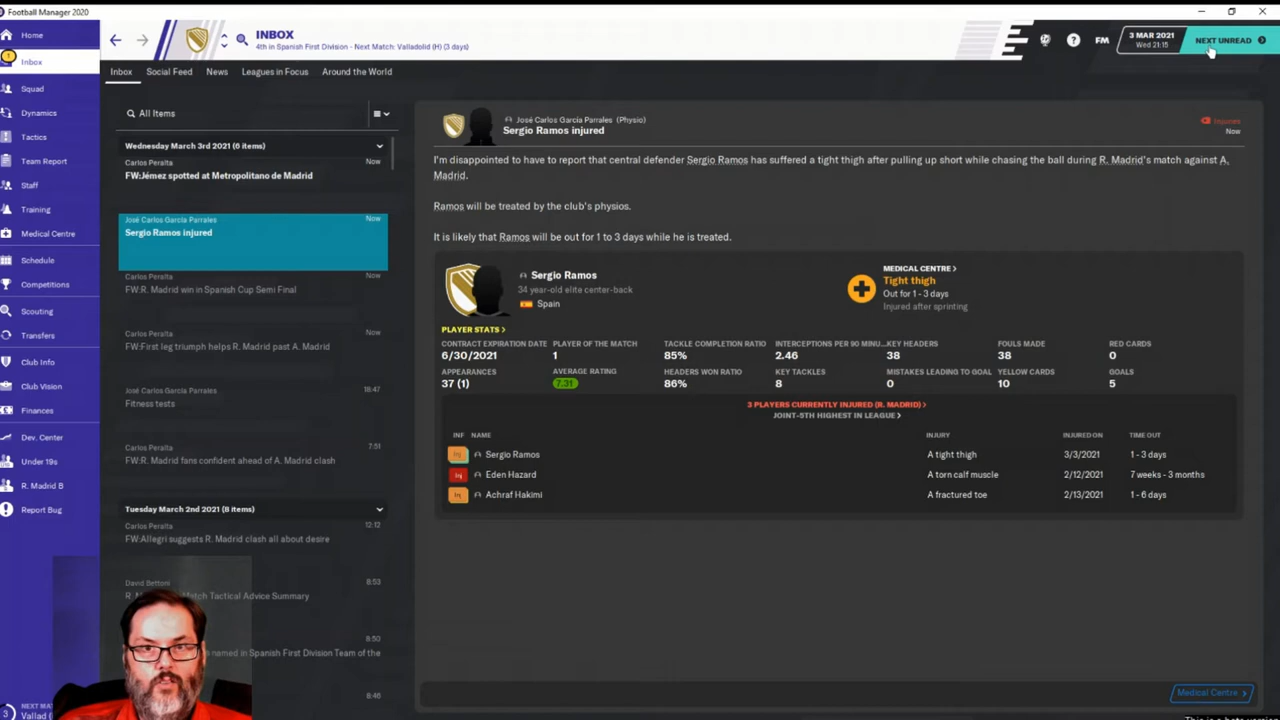 Football Manager 2020
Home
Inbox
Squad
Dynamics
Tactics
Team Report
Staff
Training
Medical Centre
Schedule
Competitions
Scouting
Transfers
Club Info
Club Vision
Finances
Dev. Center
Under 19s
R. Madrid B
Report Bug
3
NEXT MA
Vallad (
INBOX
4th in Spanish First Division - Next Match: Valladolid (H) (3 days)
FM
3 MAR 2021
Wed 21:15
NEXT UNREAD
Inbox
Social Feed
News
Leagues in Focus
Around the World
All Items
Wednesday March 3rd 2021 (6 items)
Carlos Peralta
Now
FW:Jémez spotted at Metropolitano de Madrid
José Carlos García Parrales
Now
Sergio Ramos injured
Carlos Peralta
Now
FW:R. Madrid win in Spanish Cup Semi Final
Carlos Peralta
Now
FW:First leg triumph helps R. Madrid past A. Madrid
José Carlos García Parrales
18:47
Fitness tests
Carlos Peralta
7:51
FW:R. Madrid fans confident ahead of A. Madrid clash
Tuesday March 2nd 2021 (8 items)
Carlos Peralta
12:12
FW:Allegri suggests R. Madrid clash all about desire
David Bettoni
8:53
Match Tactical Advice Summary
8:50
named in Spanish First Division Team of the
8:46
José Carlos García Parrales (Physio)
Sergio Ramos injured
Injuries
Now
I'm disappointed to have to report that central defender Sergio Ramos has suffered a tight thigh after pulling up short while chasing the ball during R. Madrid's match against A.
Madrid.
Ramos will be treated by the club's physios.
It is likely that Ramos will be out for 1 to 3 days while he is treated.
Sergio Ramos
34 year-old elite center-back
Spain
MEDICAL CENTRE >
Tight thigh
Out for 1 - 3 days
Injured after sprinting
PLAYER STATS >
CONTRACT EXPIRATION DATE
6/30/2021
PLAYER OF THE MATCH
1
TACKLE COMPLETION RATIO
85%
INTERCEPTIONS PER 90 MINU...
2.46
KEY HEADERS
38
FOULS MADE
38
RED CARDS
0
APPEARANCES
37 (1)
AVERAGE RATING
7.31
HEADERS WON RATIO
86%
KEY TACKLES
8
MISTAKES LEADING TO GOAL
0
YELLOW CARDS
10
GOALS
5
3 PLAYERS CURRENTLY INJURED (R. MADRID) >
JOINT-5TH HIGHEST IN LEAGUE >
INF NAME INJURY INJURED ON TIME OUT
Inj Sergio Ramos A tight thigh 3/3/2021 1 - 3 days
Inj Eden Hazard A torn calf muscle 2/12/2021 7 weeks - 3 months
Inj Achraf Hakimi A fractured toe 2/13/2021 1 - 6 days
Medical Centre >